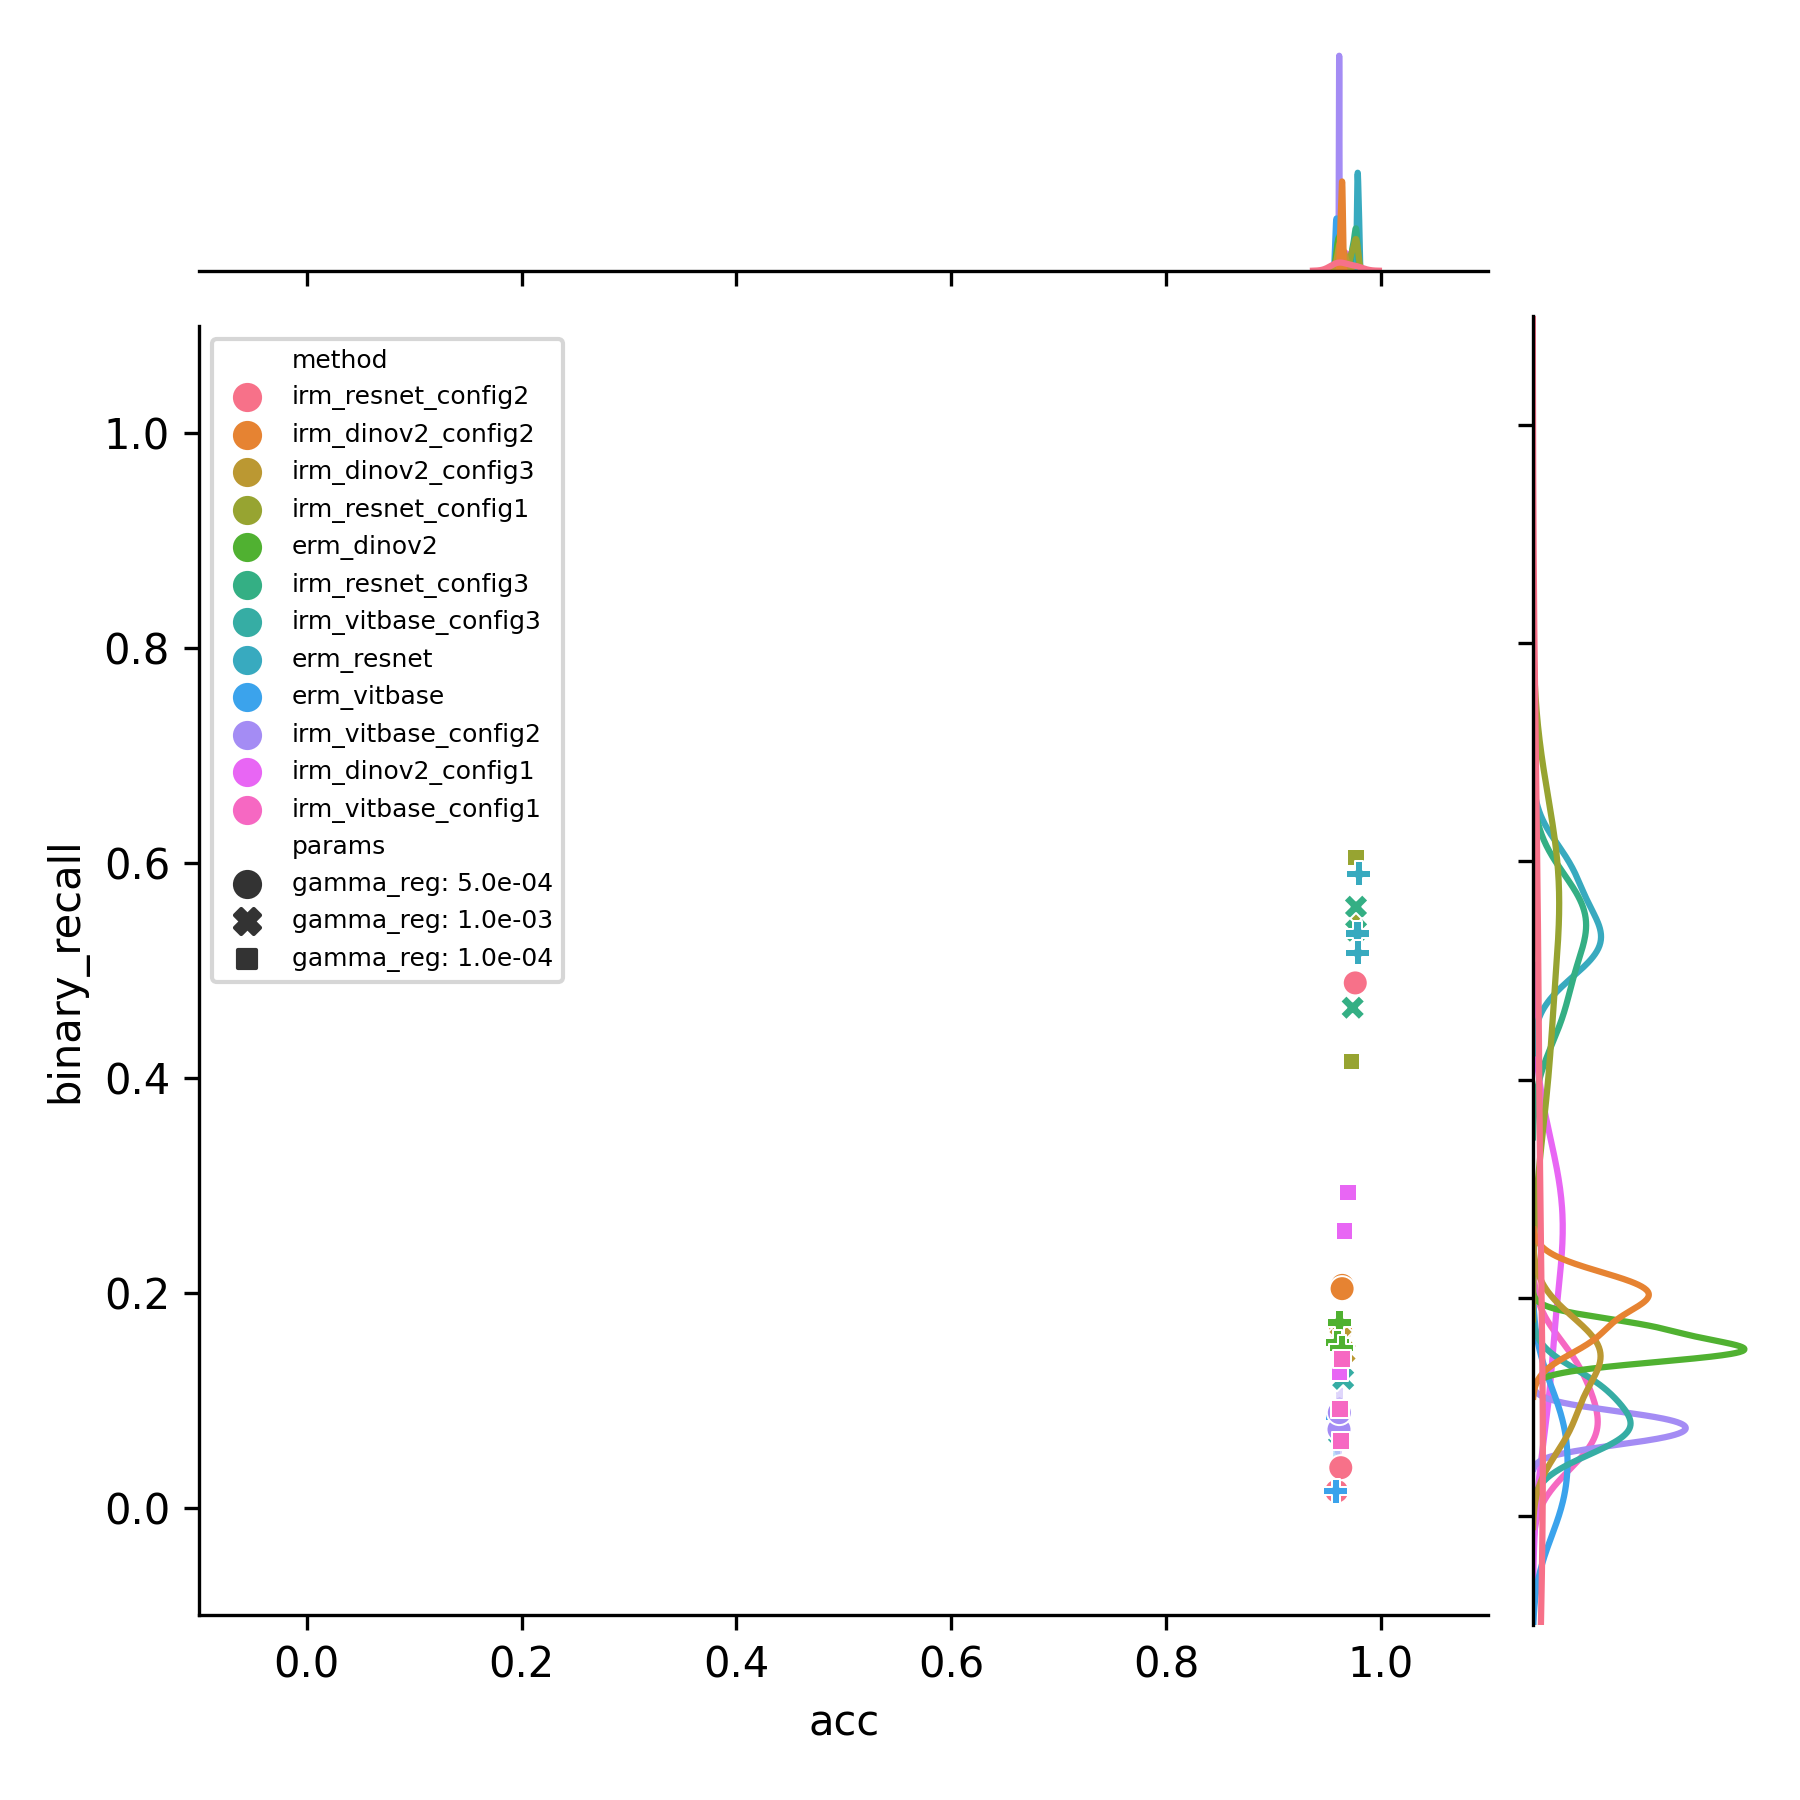 method
irm_resnet_config2
irm_dinov2_config2
irm_dinov2_config3
irm_resnet_config1
erm_dinov2
irm_resnet_config3
irm_vitbase_config3
erm_resnet
erm_vitbase
irm_vitbase_config2
irm_dinov2_config1
irm_vitbase_config1
params
gamma_reg: 5.0e-04
gamma_reg: 1.0e-03
gamma_reg: 1.0e-04
1.0
0.8
0.6
0.4
0.2
0.0
binary_recall
0.0 0.2 0.4 0.6 0.8 1.0
acc